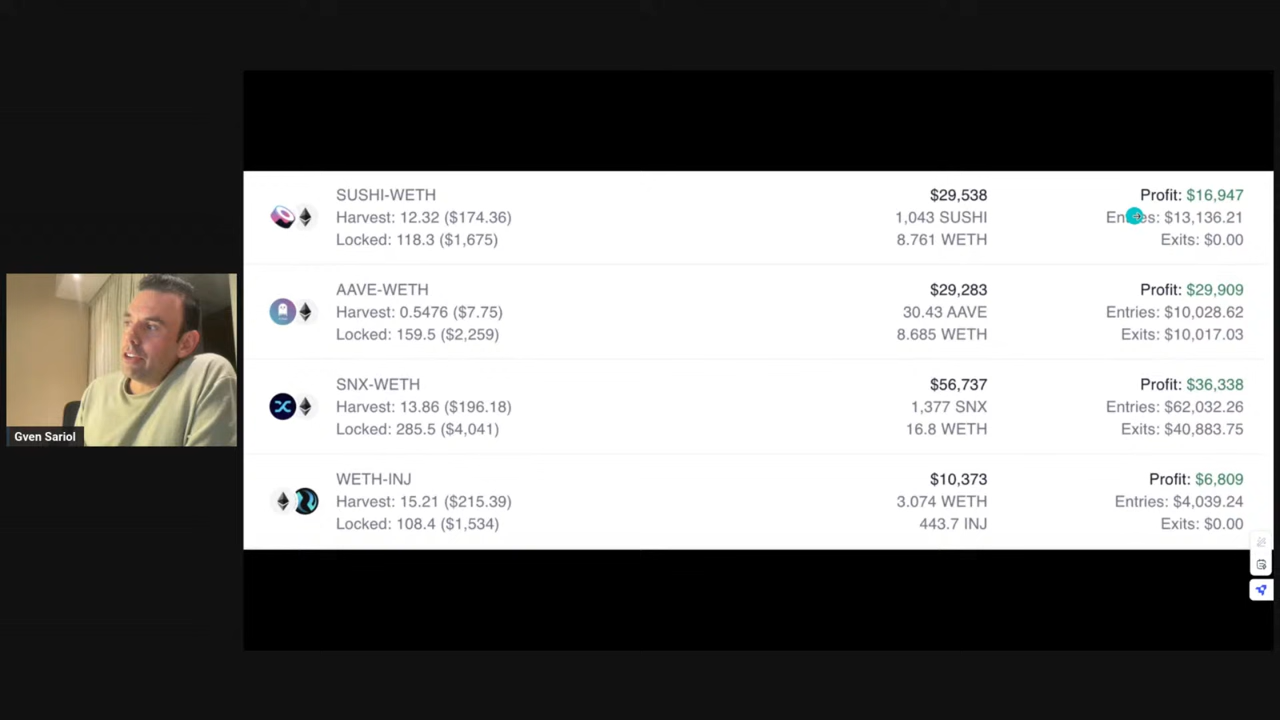 SUSHI-WETH
Harvest: 12.32 ($174.36)
Locked: 118.3 ($1,675)
$29,538
1,043 SUSHI
8.761 WETH
Profit: $16,947
Entries: $13,136.21
Exits: $0.00
AAVE-WETH
Harvest: 0.5476 ($7.75)
Locked: 159.5 ($2,259)
$29,283
30.43 AAVE
8.685 WETH
Profit: $29,909
Entries: $10,028.62
Exits: $10,017.03
SNX-WETH
Harvest: 13.86 ($196.18)
Locked: 285.5 ($4,041)
$56,737
1,377 SNX
16.8 WETH
Profit: $36,338
Entries: $62,032.26
Exits: $40,883.75
WETH-INJ
Harvest: 15.21 ($215.39)
Locked: 108.4 ($1,534)
$10,373
3.074 WETH
443.7 INJ
Profit: $6,809
Entries: $4,039.24
Exits: $0.00
Gven Sariol